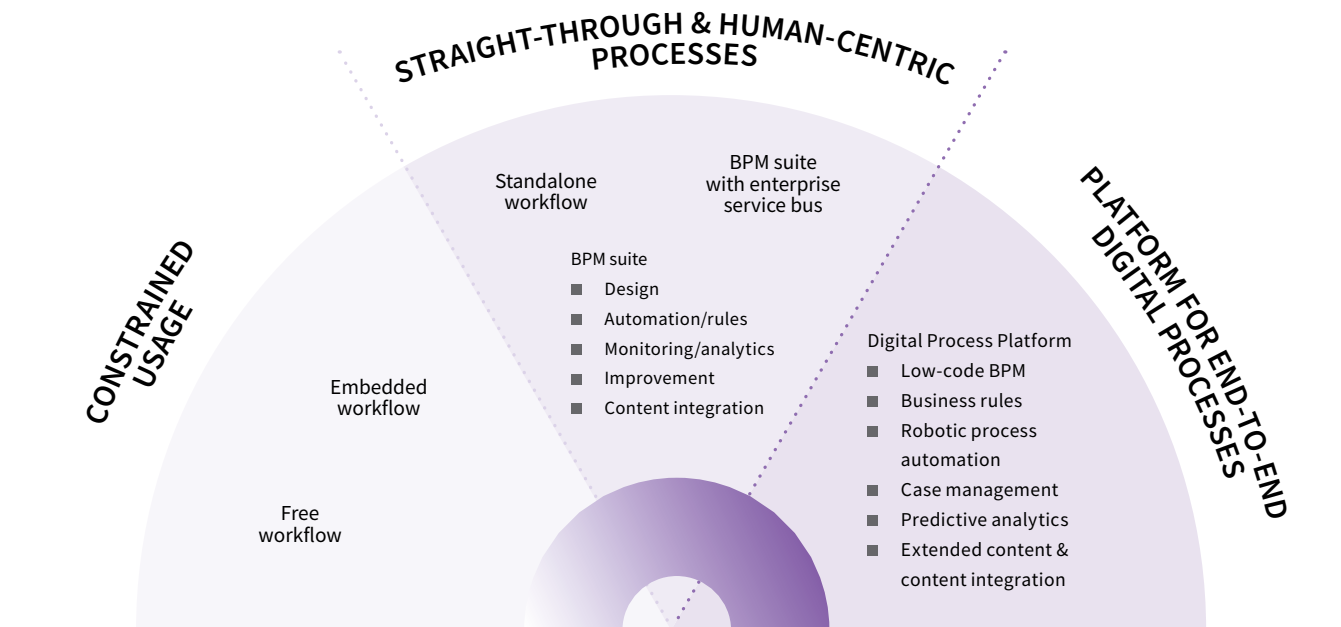 STRAIGHT-THROUGH & HUMAN-CENTRIC
PROCESSES
CONSTRAINED
USAGE
PLATFORM FOR END-TO-END
DIGITAL PROCESSES
Free
workflow
Embedded
workflow
Standalone
workflow
BPM suite
with enterprise
service bus
BPM suite
Design
Automation/rules
Monitoring/analytics
Improvement
Content integration
Digital Process Platform
Low-code BPM
Business rules
Robotic process
automation
Case management
Predictive analytics
Extended content &
content integration